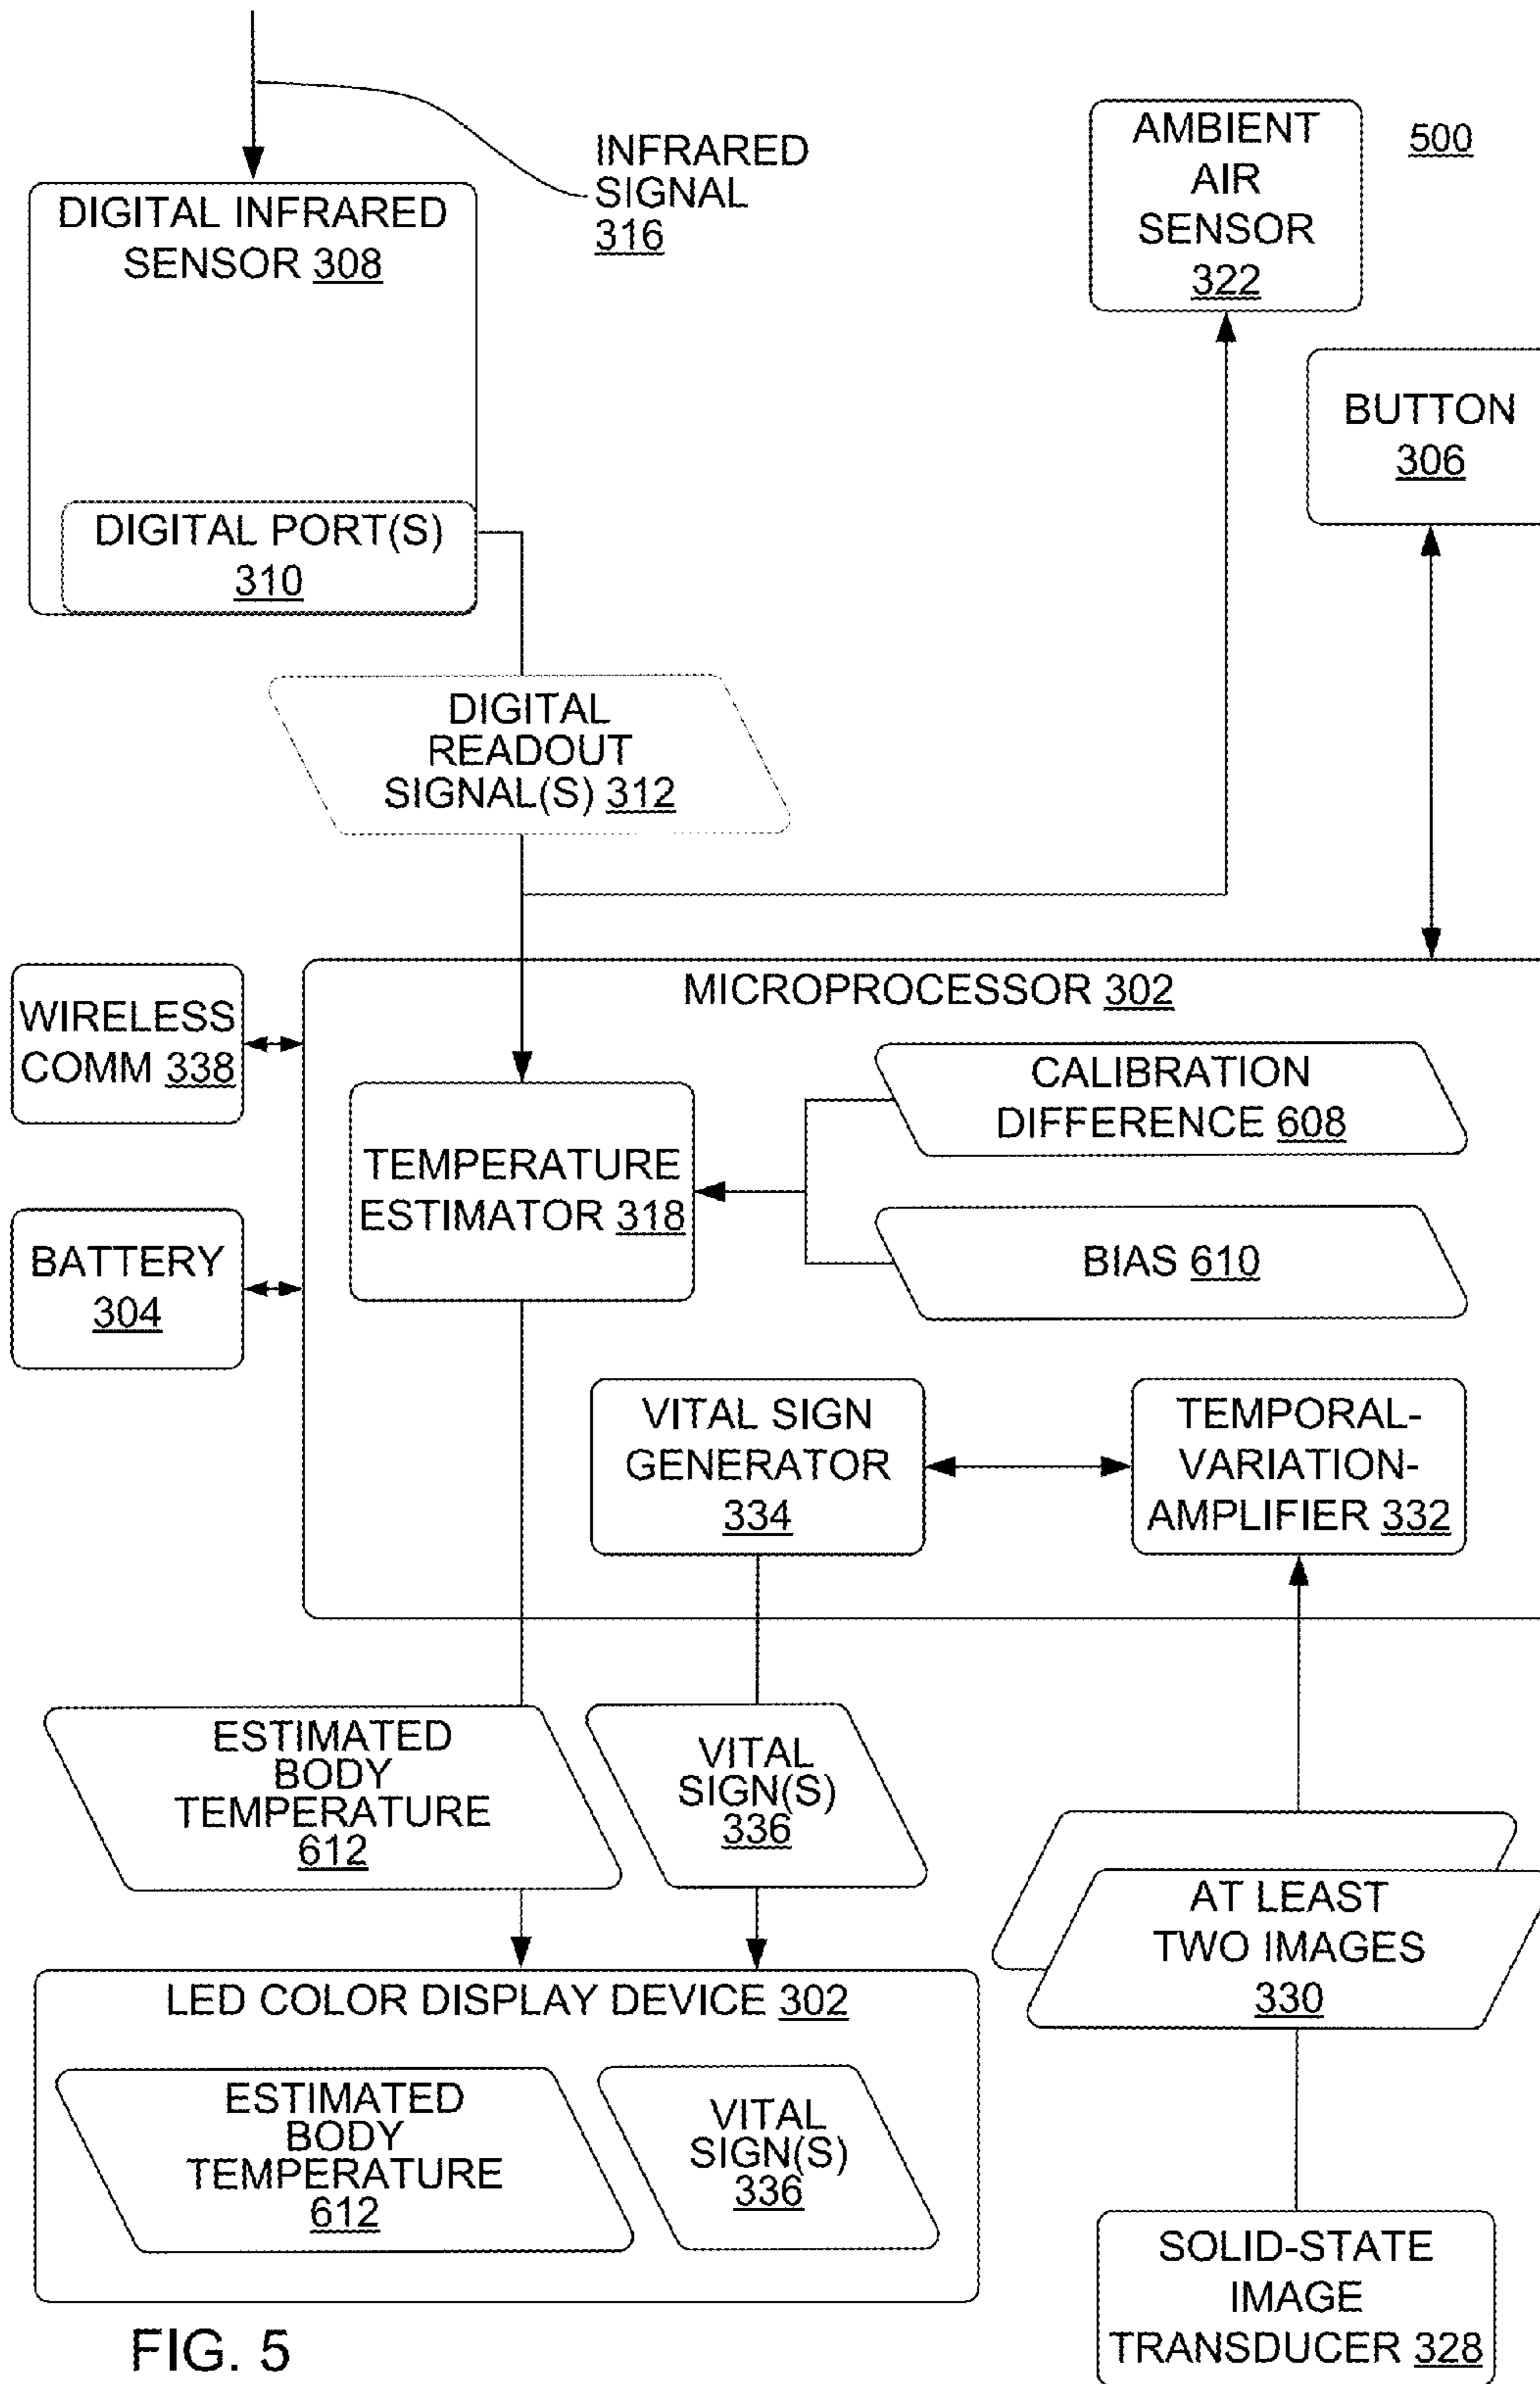 INFRARED
SIGNAL
316
AMBIENT
AIR
SENSOR
322
500
DIGITAL INFRARED
SENSOR 308
DIGITAL PORT(S)
310
BUTTON
306
DIGITAL
READOUT
SIGNAL(S) 312
MICROPROCESSOR 302
WIRELESS
COMM 338
BATTERY
304
TEMPERATURE
ESTIMATOR 318
CALIBRATION
DIFFERENCE 608
BIAS 610
VITAL SIGN
GENERATOR
334
TEMPORAL-
VARIATION-
AMPLIFIER 332
ESTIMATED
BODY
TEMPERATURE
612
VITAL
SIGN(S)
336
AT LEAST
TWO IMAGES
330
LED COLOR DISPLAY DEVICE 302
ESTIMATED
BODY
TEMPERATURE
612
VITAL
SIGN(S)
336
SOLID-STATE
IMAGE
TRANSDUCER 328
FIG. 5